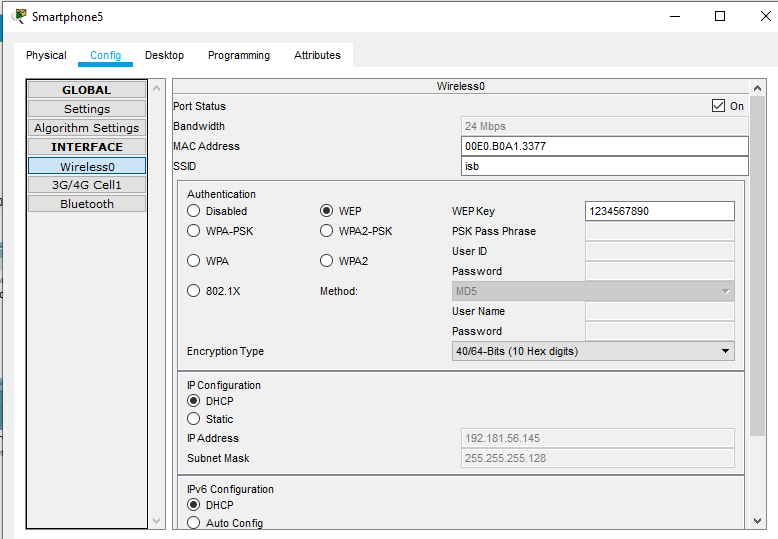 Smartphone5
Physical Config Desktop Programming Attributes
GLOBAL
Settings
Algorithm Settings
INTERFACE
Wireless0
3G/4G Cell1
Bluetooth
Wireless0
Port Status On
Bandwidth 24 Mbps
MAC Address 00E0.B0A1.3377
SSID isb
Authentication
Disabled WEP WEP Key 1234567890
WPA-PSK WPA2-PSK PSK Pass Phrase
User ID
WPA WPA2
Password
802.1X Method: MD5
User Name
Password
Encryption Type 40/64-Bits (10 Hex digits)
IP Configuration
DHCP
Static
IP Address 192.181.56.145
Subnet Mask 255.255.255.128
IPv6 Configuration
DHCP
Auto Config